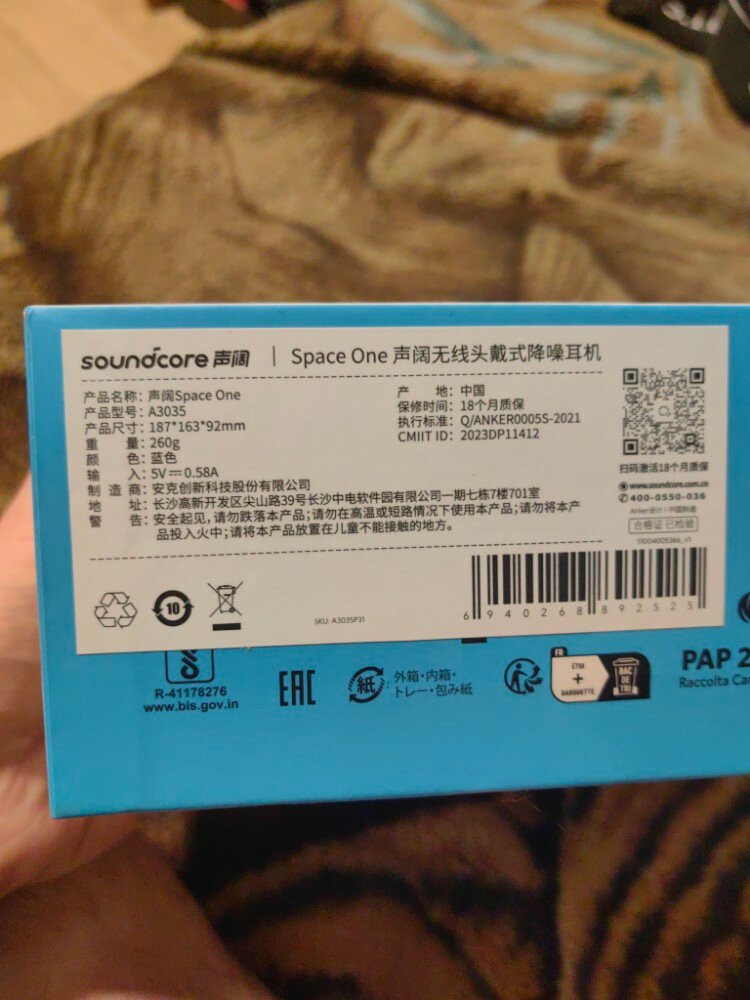 soundcore 声阔 | Space One 声阔无线头戴式降噪耳机
产品名称：声阔Space One
产品型号：A3035
产品尺寸：187*163*92mm
重量：260g
颜色：蓝色
输入：5V⎓0.58A
制造商：安克创新科技股份有限公司
地址：长沙高新开发区尖山路39号长沙中电软件园有限公司一期七栋7楼701室
警告：安全起见，请勿跌落本产品；请勿在高温或短路情况下使用本产品；请勿将本产
品投入火中；请将本产品放置在儿童不能接触的地方。
产地：中国
保修时间：18个月质保
执行标准：Q/ANKER0005S-2021
CMIIT ID：2023DP11412
扫码激活18个月质保
www.soundcore.com.cn
400-0550-036
Anker设计｜中国制造
合格证 已检验
S1004005366_V1
10
SKU: A3035P31
6 940268 892525
R-41178276
www.bis.gov.in
EAC
紙
外箱・内箱・
トレー・包み紙
FR
ÉTUI
+
BARQUETTE
BAC
DE
TRI
PAP 2
Raccolta Car